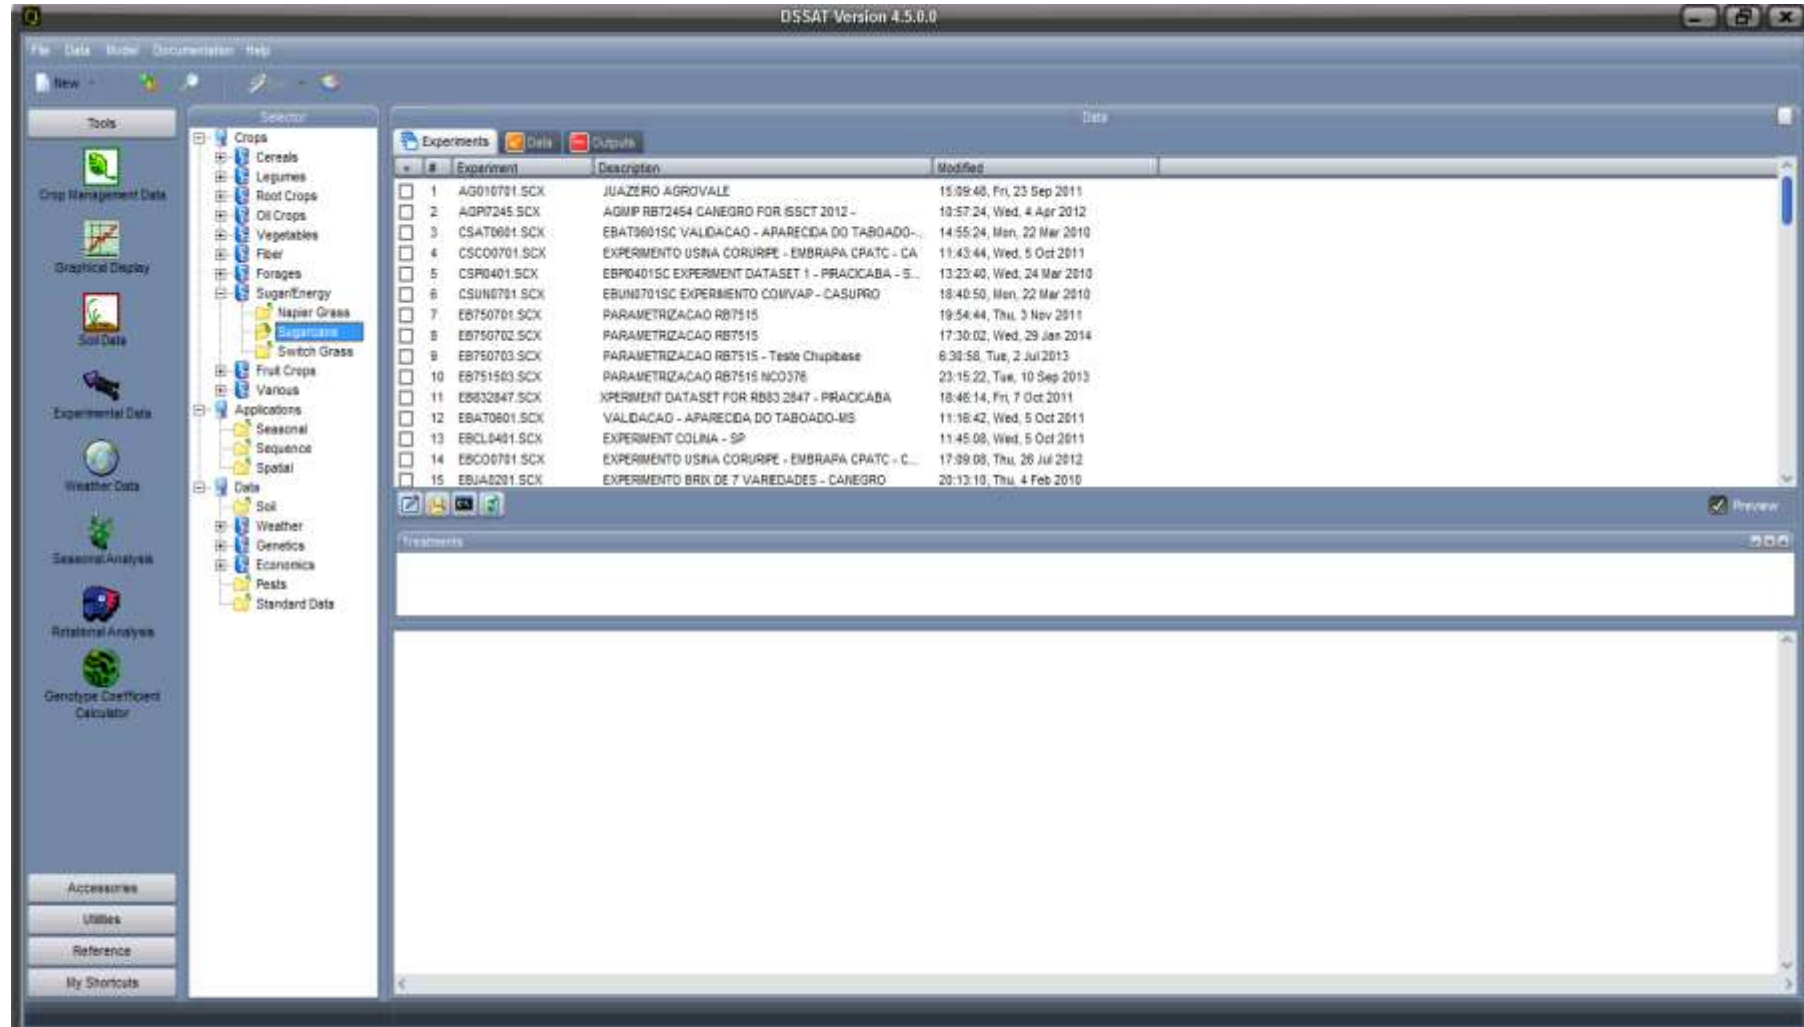 DSSAT Version 4.5.0.0
File Data Model Documentation Help
New
Tools
Crop Management Data
Graphical Display
Soil Data
Experimental Data
Weather Data
Seasonal Analysis
Rotational Analysis
Genotype Coefficient
Calculator
Accessories
Utilities
Reference
My Shortcuts
Selector
Crops
Cereals
Legumes
Root Crops
Oil Crops
Vegetables
Fiber
Forages
Sugar/Energy
Napier Grass
Sugarcane
Switch Grass
Fruit Crops
Various
Applications
Seasonal
Sequence
Spatial
Data
Soil
Weather
Genetics
Economics
Pests
Standard Data
Data
Experiments Data Outputs
# Experiment Description Modified
1 AG010701.SCX JUAZEIRO AGROVALE 15:09:48, Fri, 23 Sep 2011
2 AGPI7245.SCX AGMIP RB72454 CANEGRO FOR ISSCT 2012 - 10:57:24, Wed, 4 Apr 2012
3 CSAT0601.SCX EBAT0601SC VALIDACAO - APARECIDA DO TABOADO-... 14:55:24, Mon, 22 Mar 2010
4 CSCO0701.SCX EXPERIMENTO USINA CORURIPE - EMBRAPA CPATC - CA 11:43:44, Wed, 5 Oct 2011
5 CSPI0401.SCX EBPI0401SC EXPERIMENT DATASET 1 - PIRACICABA - S... 13:23:40, Wed, 24 Mar 2010
6 CSUN0701.SCX EBUN0701SC EXPERIMENTO COMVAP - CASUPRO 18:40:50, Mon, 22 Mar 2010
7 EB750701.SCX PARAMETRIZACAO RB7515 19:54:44, Thu, 3 Nov 2011
8 EB750702.SCX PARAMETRIZACAO RB7515 17:30:02, Wed, 29 Jan 2014
9 EB750703.SCX PARAMETRIZACAO RB7515 - Teste Chupibase 6:30:58, Tue, 2 Jul 2013
10 EB751503.SCX PARAMETRIZACAO RB7515 NCO376 23:15:22, Tue, 10 Sep 2013
11 EB832847.SCX XPERIMENT DATASET FOR RB83 2847 - PIRACICABA 18:46:14, Fri, 7 Oct 2011
12 EBAT0601.SCX VALIDACAO - APARECIDA DO TABOADO-MS 11:16:42, Wed, 5 Oct 2011
13 EBCL0401.SCX EXPERIMENT COLINA - SP 11:45:08, Wed, 5 Oct 2011
14 EBCO0701.SCX EXPERIMENTO USINA CORURIPE - EMBRAPA CPATC - C... 17:09:08, Thu, 26 Jul 2012
15 EBJA0201.SCX EXPERIMENTO BRIX DE 7 VARIEDADES - CANEGRO 20:13:10, Thu, 4 Feb 2010
Preview
Treatments